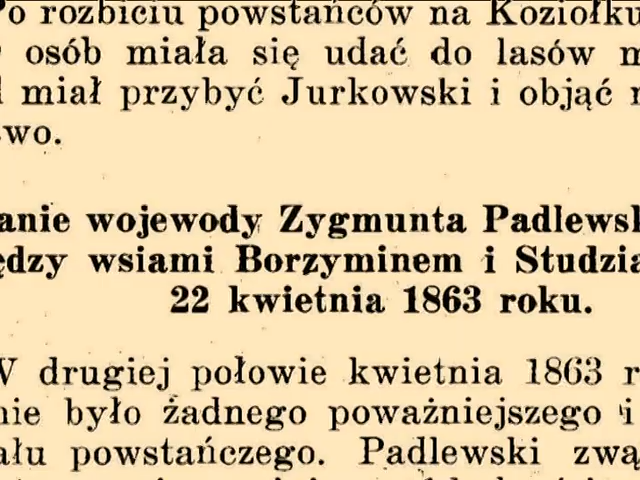 Po rozbiciu powstańców na Koziołku
osób miała się udać do lasów
miał przybyć Jurkowski i objąć
wo.
anie wojewody Zygmunta Padlewsk
ędzy wsiami Borzyminem i Studzia
22 kwietnia 1863 roku.
W drugiej połowie kwietnia 1863 r
nie było żadnego poważniejszego i
ału powstańczego. Padlewski zwą